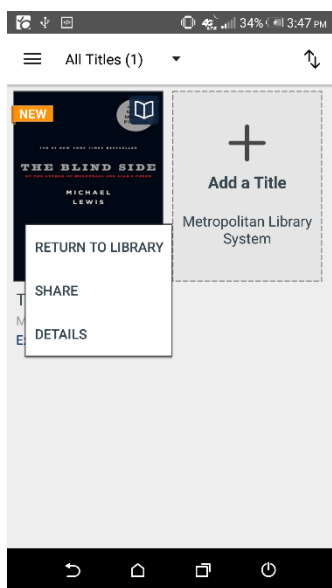 34% 3:47 PM
All Titles (1)
NEW
THE #1 NEW YORK TIMES BESTSELLER
THE BLIND SIDE
BY THE AUTHOR OF MONEYBALL AND LIAR'S POKER
MICHAEL
LEWIS
RETURN TO LIBRARY
SHARE
DETAILS
T
M
E
Add a Title
Metropolitan Library
System